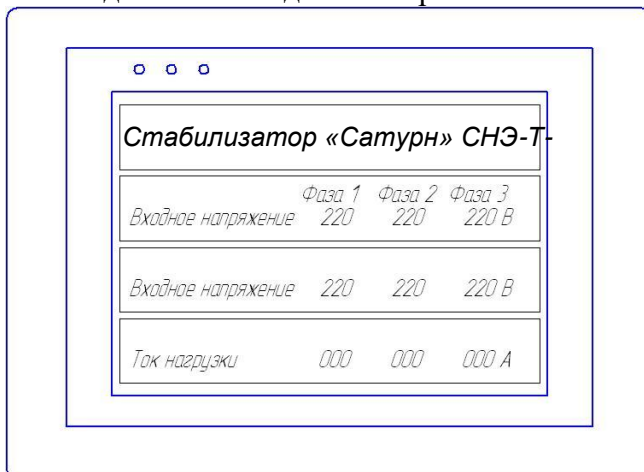 Стабилизатор «Сатурн» СНЭ-Т-
Фаза 1 Фаза 2 Фаза 3
Входное напряжение 220 220 220 В
Входное напряжение 220 220 220 В
Ток нагрузки 000 000 000 А